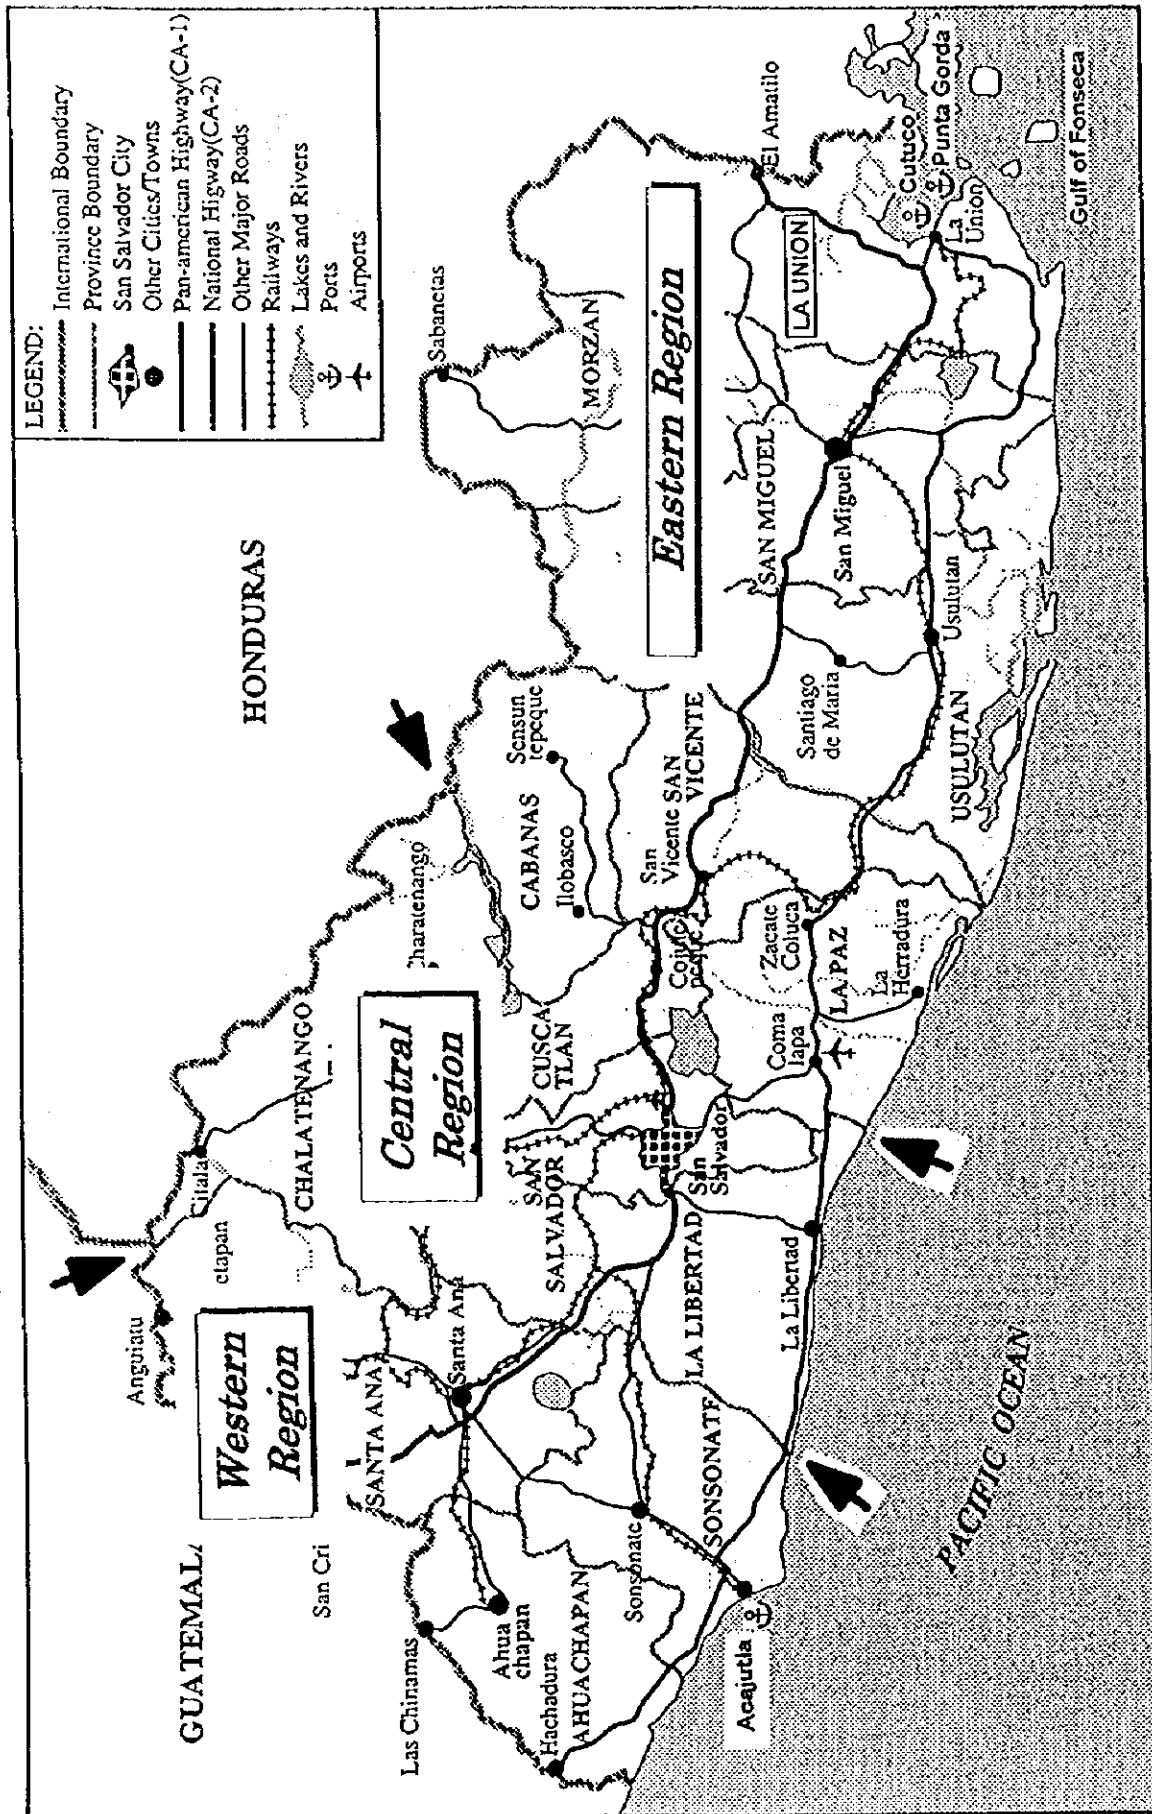 LEGEND:
International Boundary
Province Boundary
San Salvador City
Other Cities/Towns
Pan-american Highway(CA-1)
National Higway(CA-2)
Other Major Roads
Railways
Lakes and Rivers
Ports
Airports
GUATEMAL
HONDURAS
Anguiatu
Citala
etapan
Western
Region
San Cri
CHALATENANGO
Central
Region
haratenango
Sabanetas
Las Chinamas
SANTA ANA
Santa Ana
Ahua
chapan
Hachadura
AHUACHAPAN
SAN
SALVADOR
CUSCA
TLAN
CABANAS
Ilobasco
Sensun
tepeque
MORZAN
Eastern Region
Sonsonate
SONSONATE
LA LIBERTAD
San
Salvador
Cojute
peque
San
Vicente
SAN
VICENTE
SAN MIGUEL
LA UNION
El Amatilo
Acajutla
La Libertad
Coma
lapa
Zacate
Coluca
LA PAZ
La
Herradura
Santiago
de Maria
San Miguel
Usulutan
USULUTAN
Cutuco
Punta Gorda
La
Union
Gulf of Fonseca
PACIFIC OCEAN